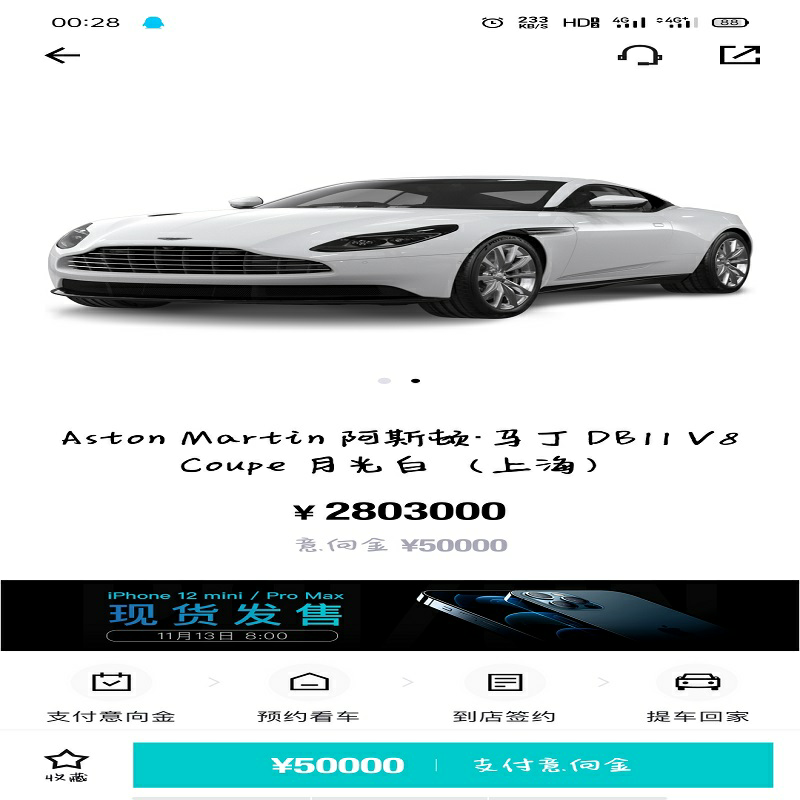 00:28
233 KB/S HD 4G 4G+ 88
Aston Martin 阿斯顿·马丁 DB11 V8
Coupe 月光白 （上海）
¥ 2803000
意向金 ¥50000
iPhone 12 mini / Pro Max
现货发售
11月13日 8:00
支付意向金 > 预约看车 > 到店签约 > 提车回家
收藏
¥50000 | 支付意向金